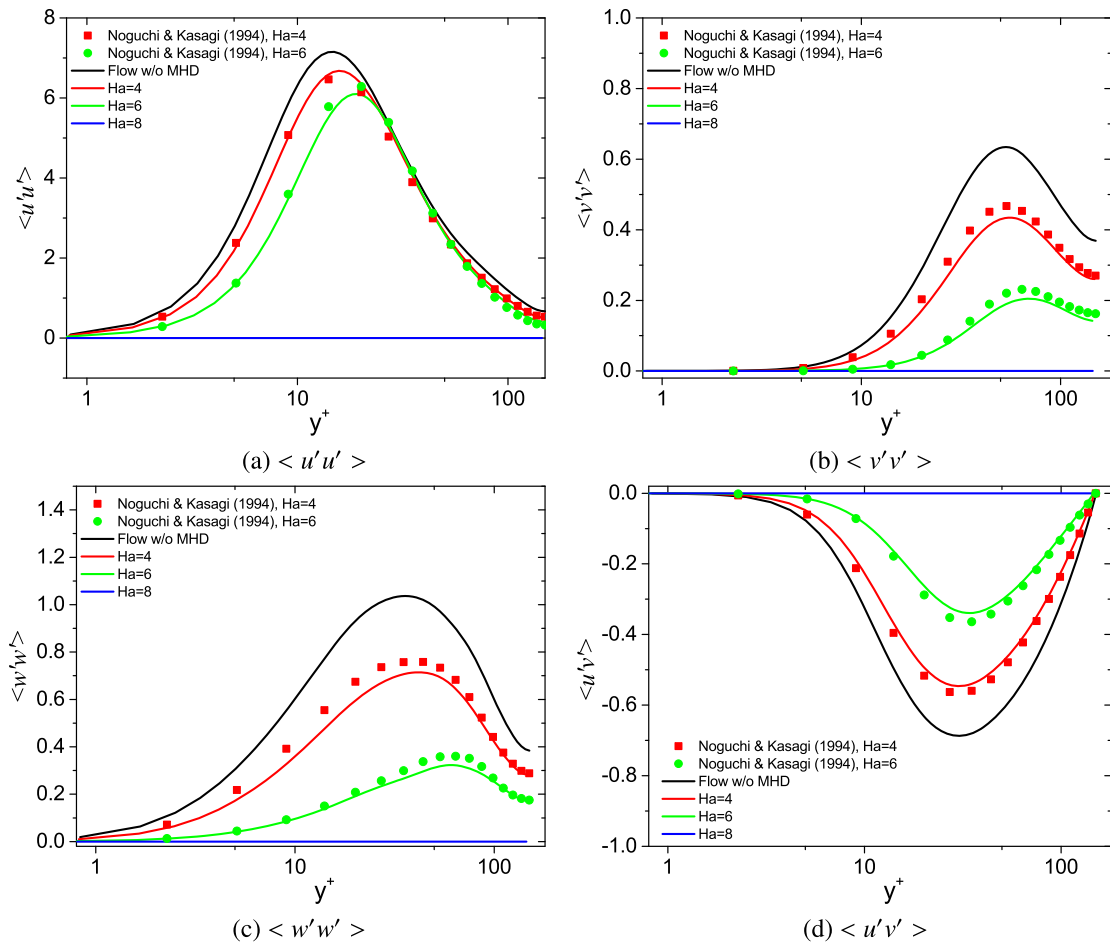 8
6
4
2
0
<u'u'>
Noguchi & Kasagi (1994), Ha=4
Noguchi & Kasagi (1994), Ha=6
Flow w/o MHD
Ha=4
Ha=6
Ha=8
1
10
100
y+
(a) < u'u' >
1.0
0.8
0.6
0.4
0.2
0.0
<v'v'>
Noguchi & Kasagi (1994), Ha=4
Noguchi & Kasagi (1994), Ha=6
Flow w/o MHD
Ha=4
Ha=6
Ha=8
1
10
100
y+
(b) < v'v' >
1.4
1.2
1.0
0.8
0.6
0.4
0.2
0.0
<w'w'>
Noguchi & Kasagi (1994), Ha=4
Noguchi & Kasagi (1994), Ha=6
Flow w/o MHD
Ha=4
Ha=6
Ha=8
1
10
100
y+
(c) < w'w' >
0.0
-0.2
-0.4
-0.6
-0.8
-1.0
<u'v'>
Noguchi & Kasagi (1994), Ha=4
Noguchi & Kasagi (1994), Ha=6
Flow w/o MHD
Ha=4
Ha=6
Ha=8
1
10
100
y+
(d) < u'v' >